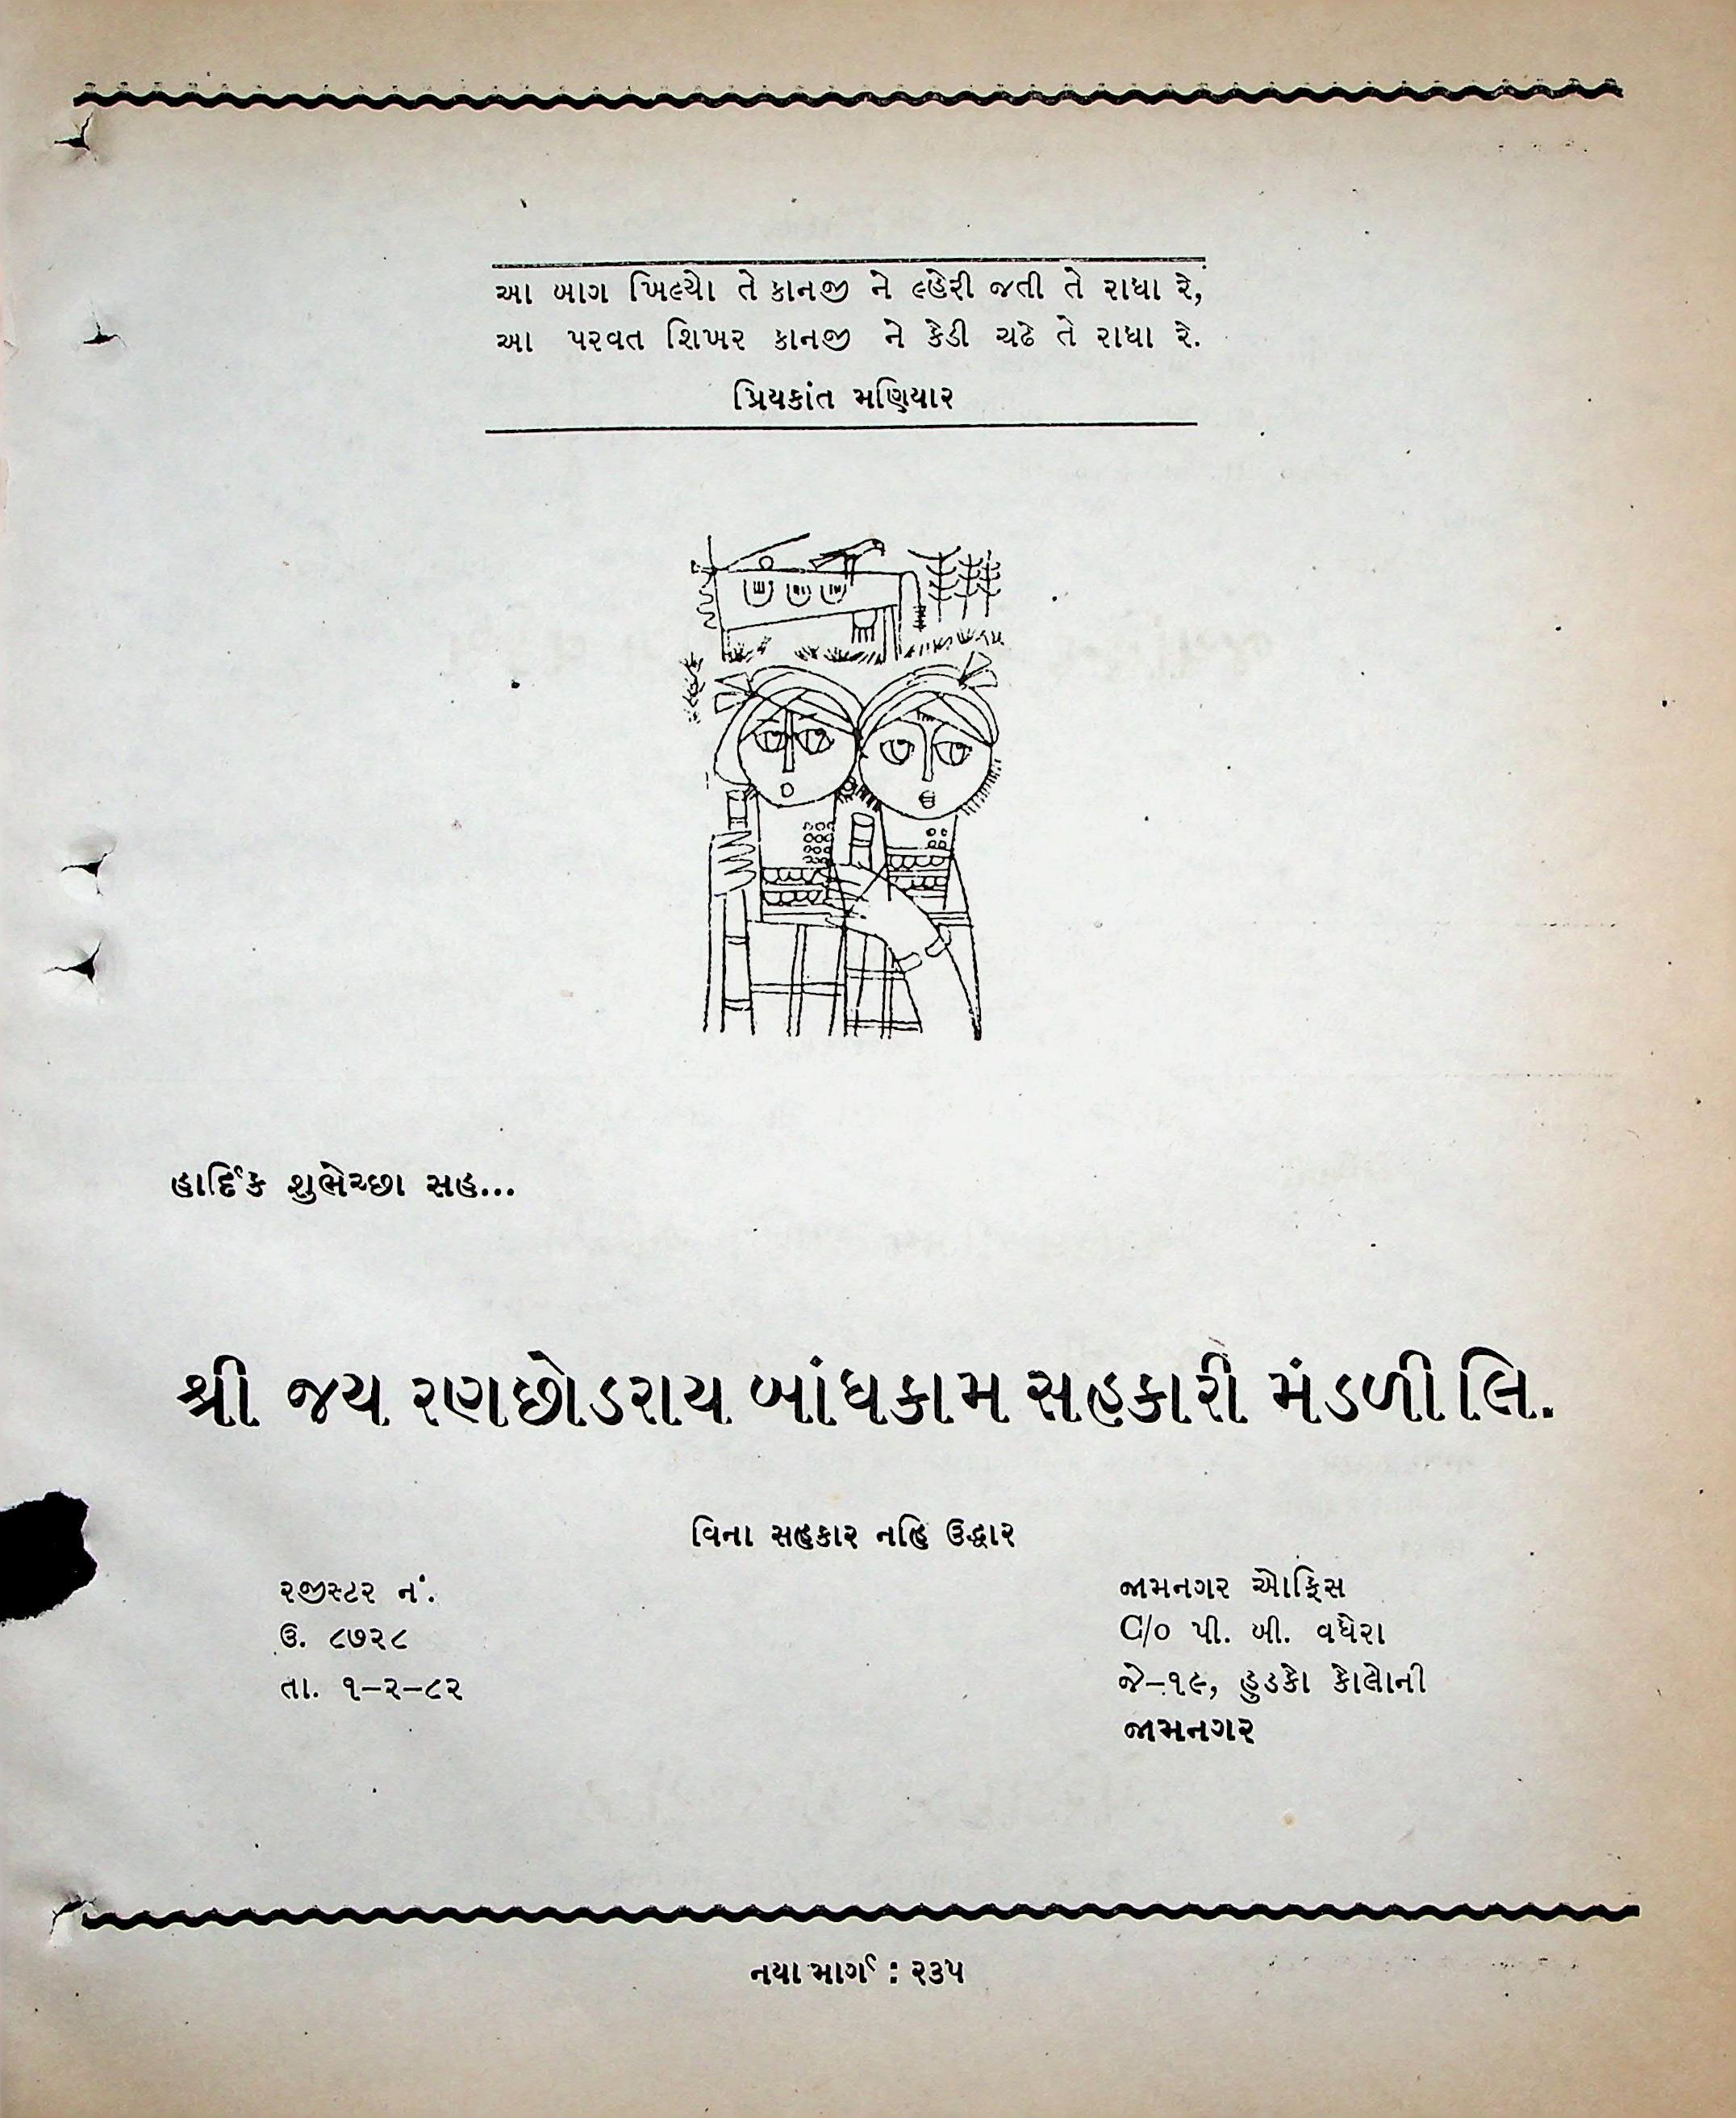 આ બાગ ખિલ્યો તે કાનજી ને લ્હેરી જતી તે રાધા રે,
આ પરવત શિખર કાનજી ને કેડી ચઢે તે રાધા રે.
પ્રિયકાંત મણિયાર
હાર્દિક શુભેચ્છા સહ...
શ્રી જય રણછોડરાય બાંધકામ સહકારી મંડળી લિ.
વિના સહકાર નહિ ઉદ્ધાર
રજીસ્ટર નં.
ઉ. ૮૭૨૮
તા. ૧-૨-૮૨
જામનગર ઓફિસ
C/o પી. બી. વઘેરા
જે-૧૯, હુડકો કોલોની
જામનગર
નયા માર્ગ : ૨૩૫